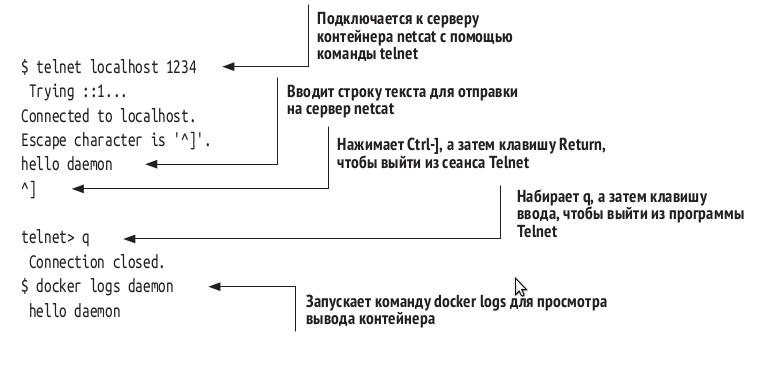 Подключается к серверу
контейнера netcat с помощью
команды telnet
$ telnet localhost 1234
Trying ::1...
Вводит строку текста для отправки
на сервер netcat
Connected to localhost.
Escape character is '^]'.
Нажимает Ctrl-], а затем клавишу Return,
чтобы выйти из сеанса Telnet
hello daemon
^]
Набирает q, а затем клавишу
ввода, чтобы выйти из программы
Telnet
telnet> q
Connection closed.
$ docker logs daemon
Запускает команду docker logs для просмотра
вывода контейнера
hello daemon